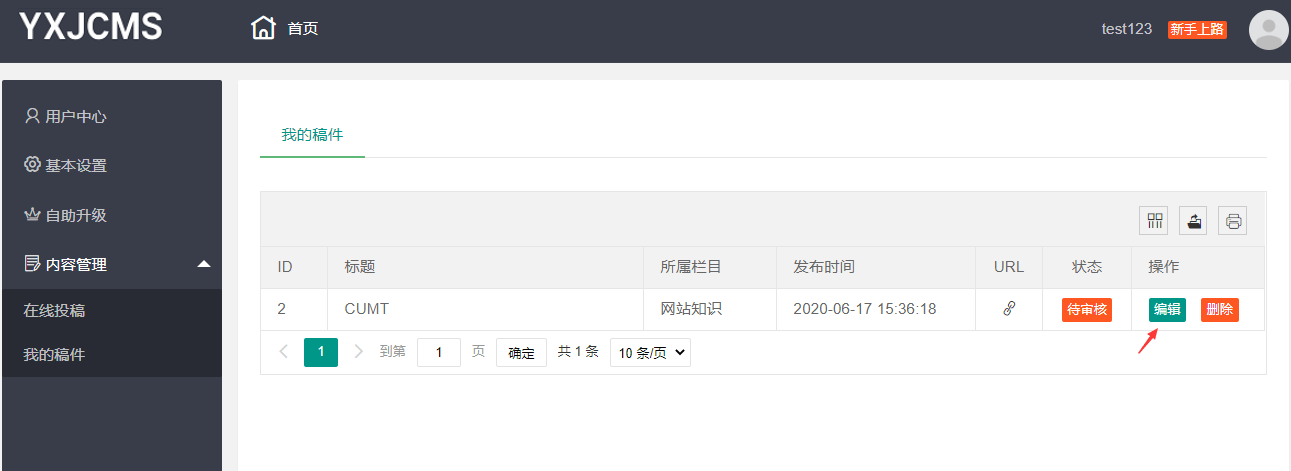 YXJCMS 首页 test123 新手上路
用户中心
基本设置
自助升级
内容管理
在线投稿
我的稿件
我的稿件
ID 标题 所属栏目 发布时间 URL 状态 操作
2 CUMT 网站知识 2020-06-17 15:36:18 待审核 编辑 删除
1 到第 1 页 确定 共 1 条 10 条/页